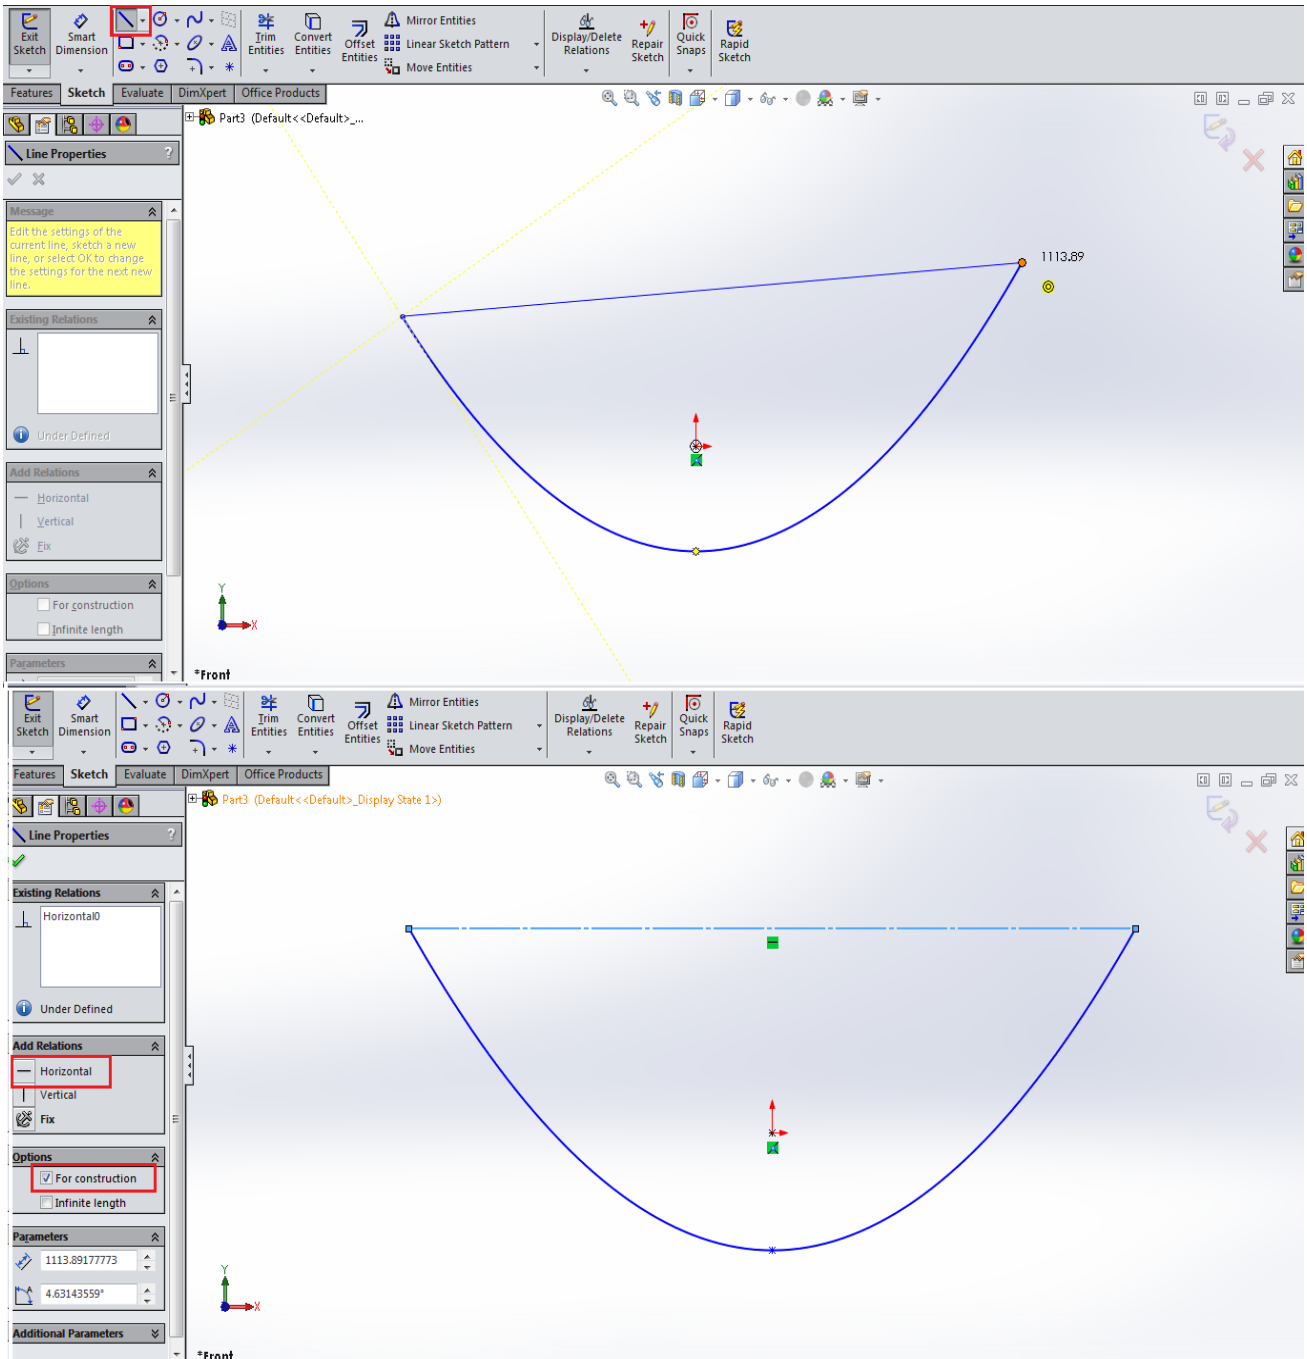 Exit Sketch
Smart Dimension
Trim Entities
Convert Entities
Offset Entities
Mirror Entities
Linear Sketch Pattern
Move Entities
Display/Delete Relations
Repair Sketch
Quick Snaps
Rapid Sketch
Features Sketch Evaluate DimXpert Office Products
Part3 (Default<<Default>_...
Line Properties ?
Message
Edit the settings of the
current line, sketch a new
line, or select OK to change
the settings for the next new
line.
Existing Relations
Under Defined
Add Relations
Horizontal
Vertical
Fix
Options
For construction
Infinite length
Parameters
1113.89
Y
X
*Front
Exit Sketch
Smart Dimension
Trim Entities
Convert Entities
Offset Entities
Mirror Entities
Linear Sketch Pattern
Move Entities
Display/Delete Relations
Repair Sketch
Quick Snaps
Rapid Sketch
Features Sketch Evaluate DimXpert Office Products
Part3 (Default<<Default>_Display State 1>)
Line Properties ?
Existing Relations
Horizontal0
Under Defined
Add Relations
Horizontal
Vertical
Fix
Options
For construction
Infinite length
Parameters
1113.89177773
4.63143559°
Additional Parameters
Y
X
*Front